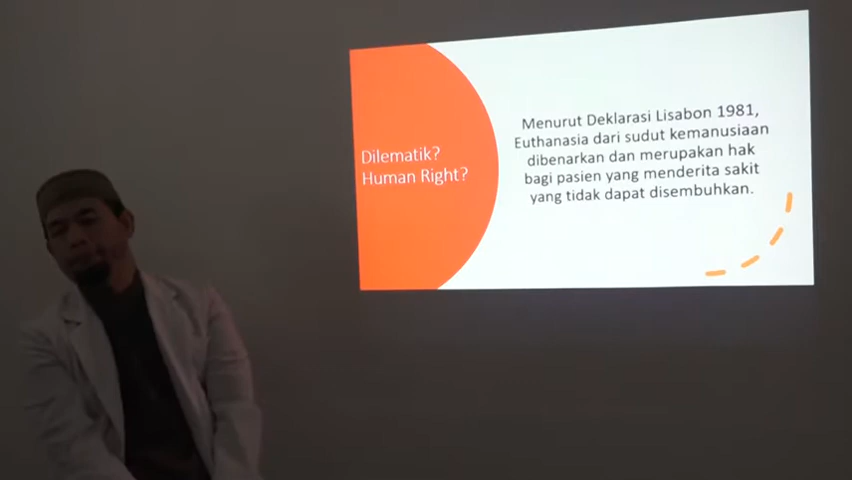 Dilematik?
Human Right?
Menurut Deklarasi Lisabon 1981,
Euthanasia dari sudut kemanusiaan
dibenarkan dan merupakan hak
bagi pasien yang menderita sakit
yang tidak dapat disembuhkan.